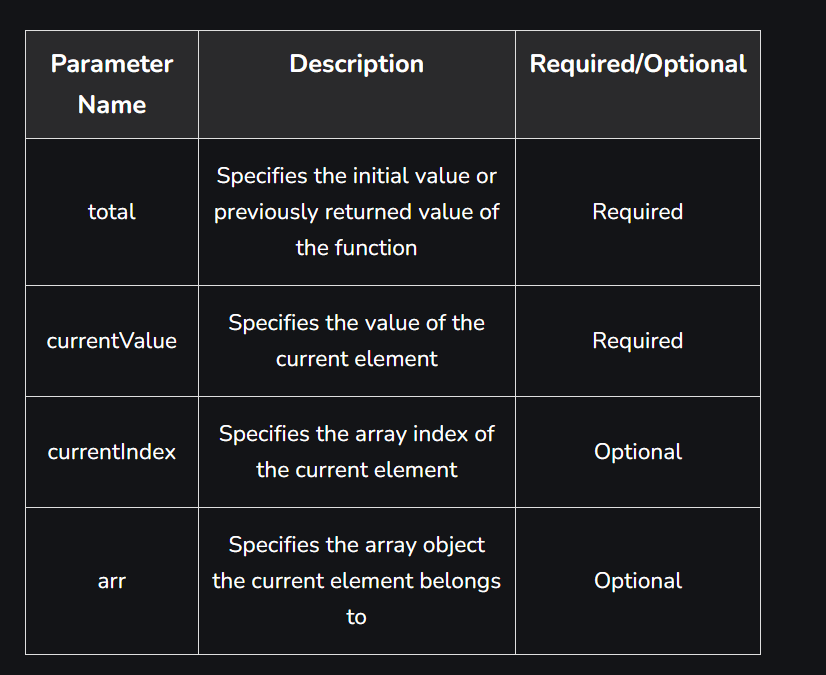 Parameter
Name
Description
Required/Optional
total
Specifies the initial value or
previously returned value of
the function
Required
currentValue
Specifies the value of the
current element
Required
currentIndex
Specifies the array index of
the current element
Optional
arr
Specifies the array object
the current element belongs
to
Optional